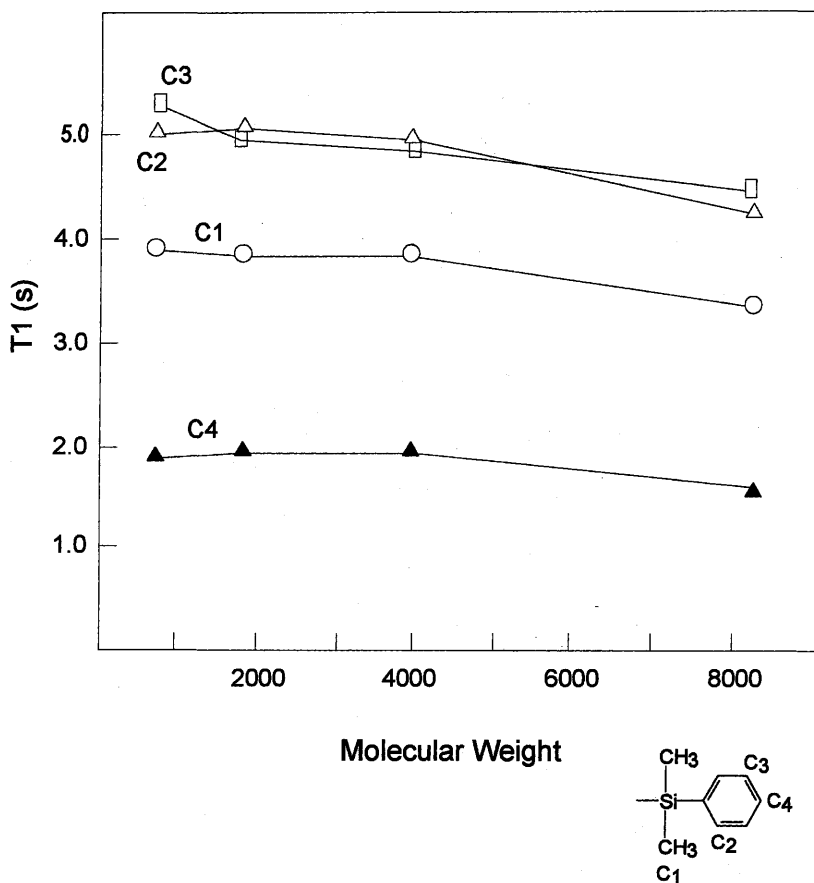 C3
5.0
C2
4.0
C1
T1 (s)
3.0
C4
2.0
1.0
2000 4000 6000 8000
Molecular Weight
CH3
C3
Si
C4
CH3
C2
C1